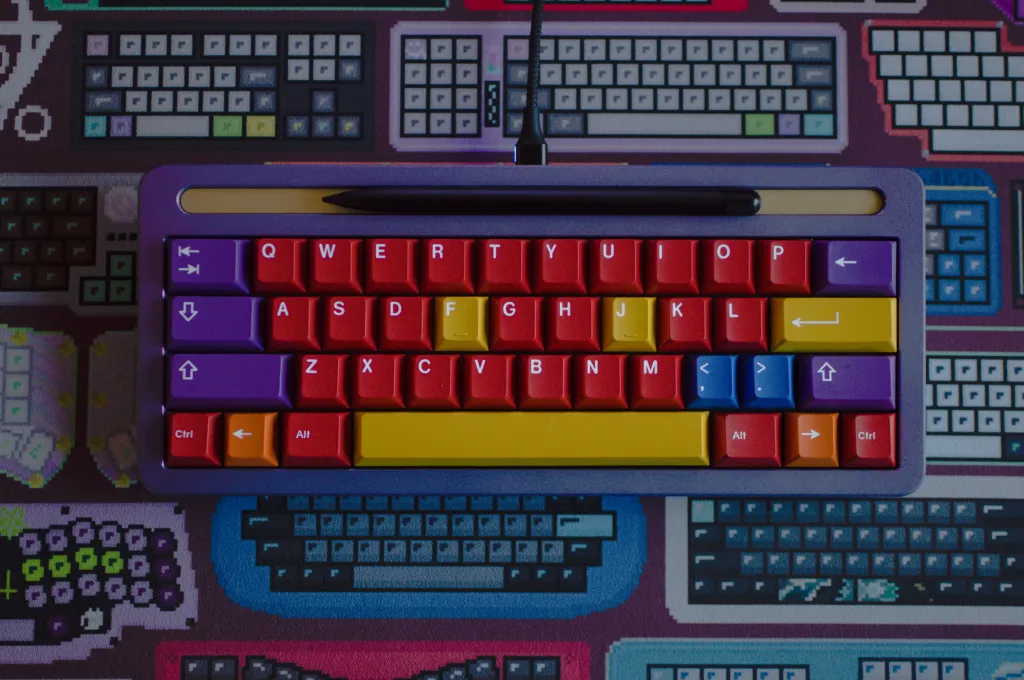 Q W E R T Y U I O P
A S D F G H J K L
Z X C V B N M < , > .
Ctrl Alt Alt Ctrl